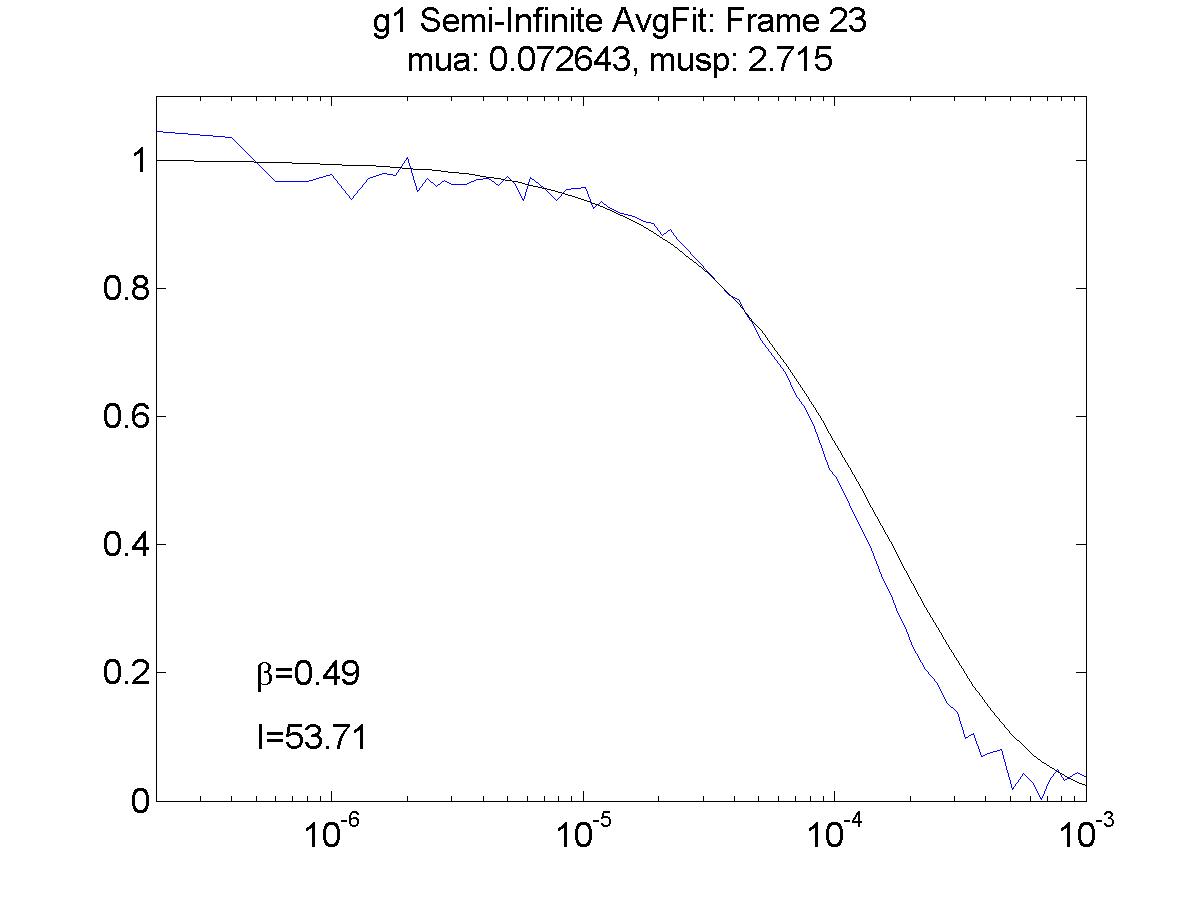 g1 Semi-Infinite AvgFit: Frame 23
mua: 0.072643, musp: 2.715
1
0.8
0.6
0.4
0.2
0
β=0.49
I=53.71
10^-6
10^-5
10^-4
10^-3